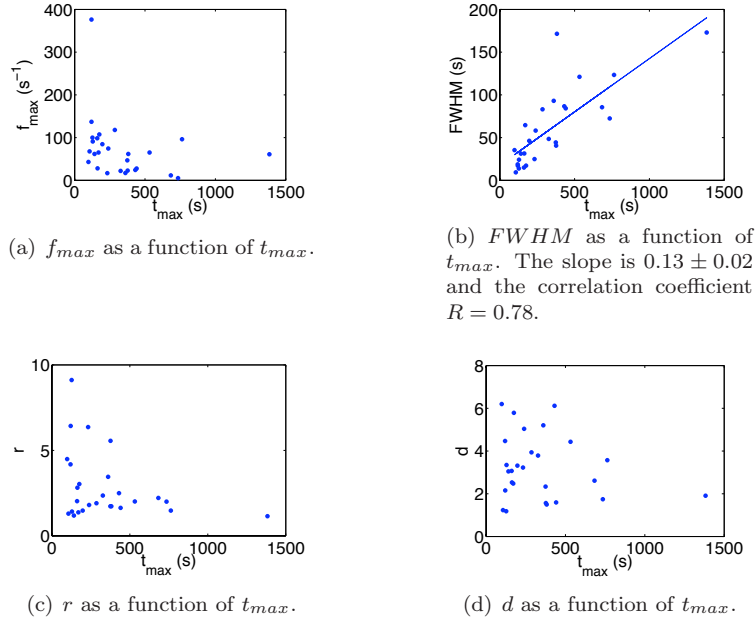 400
300
200
100
0
f_max (s⁻¹)
0 500 1000 1500
t_max (s)
(a) f_max as a function of t_max.
200
150
100
50
0
FWHM (s)
0 500 1000 1500
t_max (s)
(b) FWHM as a function of
t_max. The slope is 0.13 ± 0.02
and the correlation coefficient
R = 0.78.
10
5
0
r
0 500 1000 1500
t_max (s)
(c) r as a function of t_max.
8
6
4
2
0
d
0 500 1000 1500
t_max (s)
(d) d as a function of t_max.